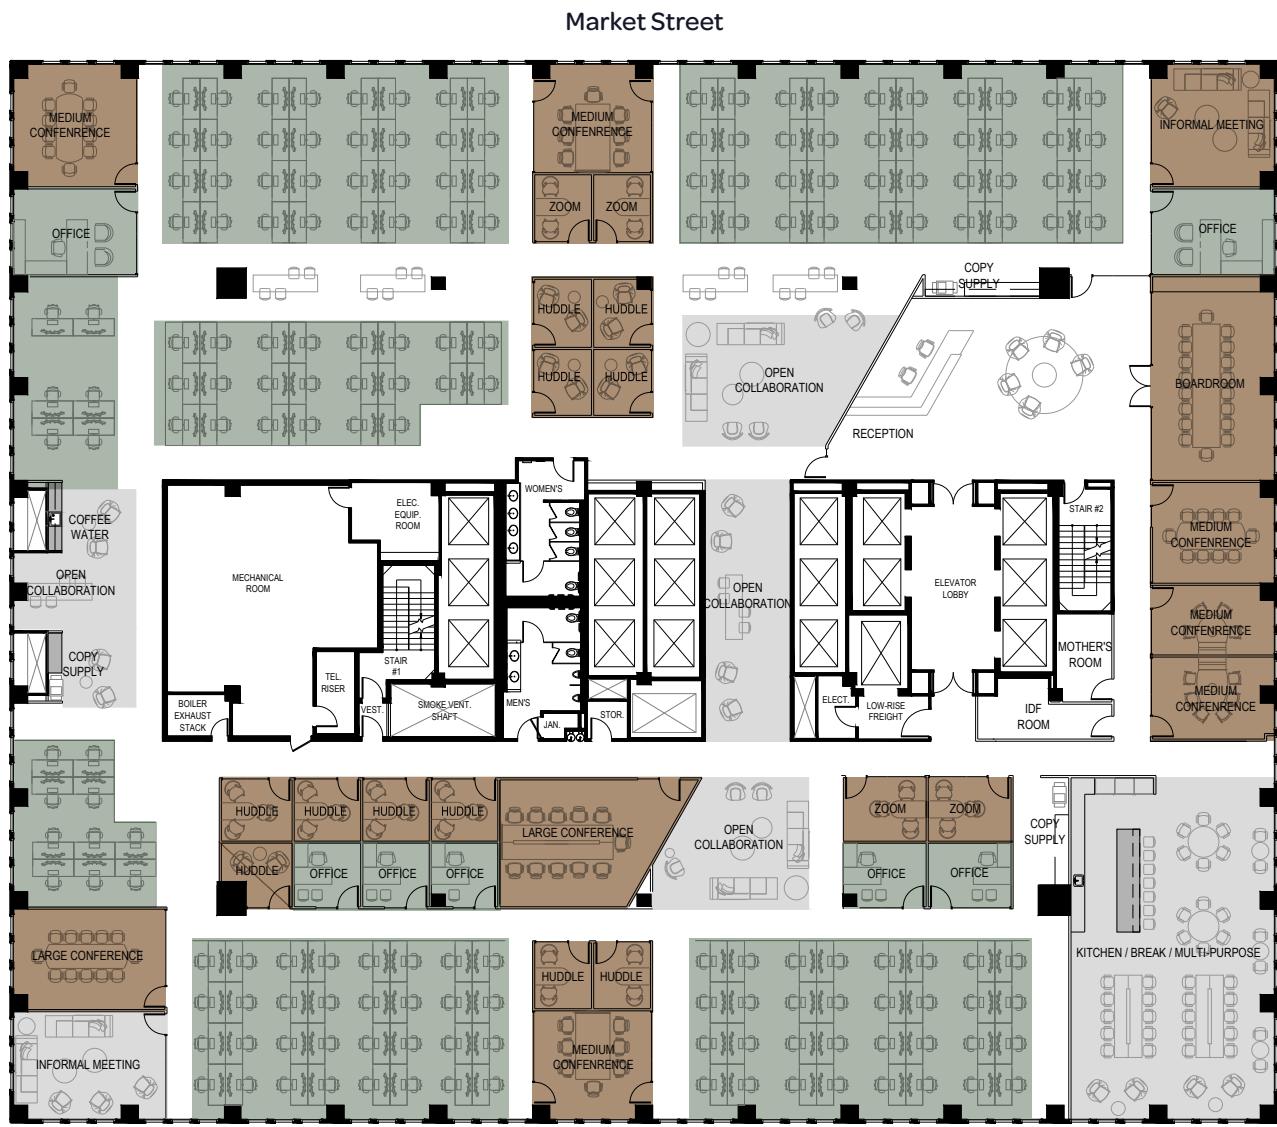 Market Street
MEDIUM
CONFENRENCE
MEDIUM
CONFENRENCE
INFORMAL MEETING
ZOOM
ZOOM
OFFICE
OFFICE
COPY
SUPPLY
HUDDLE
HUDDLE
HUDDLE
HUDDLE
OPEN
COLLABORATION
BOARDROOM
RECEPTION
WOMEN'S
ELEC.
EQUIP.
ROOM
STAIR #2
COFFEE
WATER
MEDIUM
CONFENRENCE
OPEN
COLLABORATION
MECHANICAL
ROOM
OPEN
COLLABORATION
ELEVATOR
LOBBY
MEDIUM
CONFENRENCE
COPY
SUPPLY
STAIR
#1
MOTHER'S
ROOM
TEL.
RISER
MEDIUM
CONFENRENCE
BOILER
EXHAUST
STACK
VEST.
SMOKE VENT.
SHAFT
MEN'S
JAN.
STOR.
ELECT.
LOW-RISE
FREIGHT
IDF
ROOM
HUDDLE
HUDDLE
HUDDLE
HUDDLE
LARGE CONFERENCE
OPEN
COLLABORATION
ZOOM
ZOOM
COPY
SUPPLY
HUDDLE
OFFICE
OFFICE
OFFICE
OFFICE
OFFICE
LARGE CONFERENCE
HUDDLE
HUDDLE
KITCHEN / BREAK / MULTI-PURPOSE
INFORMAL MEETING
MEDIUM
CONFENRENCE